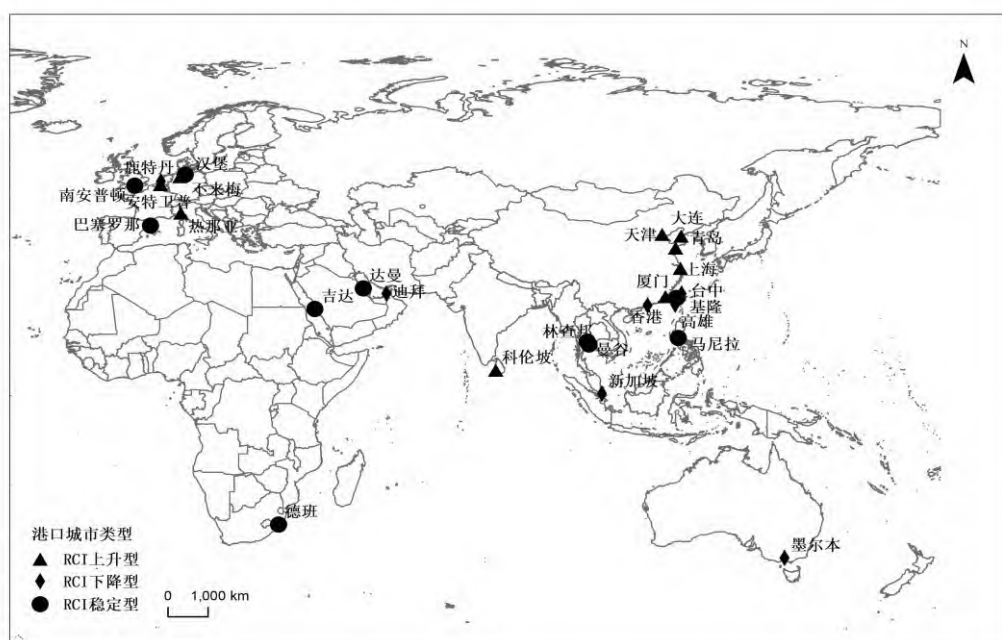 N
鹿特丹
汉堡
南安普顿
安特卫普
不来梅
巴塞罗那
热那亚
大连
天津
青岛
上海
达曼
迪拜
吉达
厦门
台中
香港
基隆
高雄
林查班
曼谷
马尼拉
科伦坡
新加坡
德班
墨尔本
港口城市类型
RCI上升型
RCI下降型
RCI稳定型
0 1,000 km